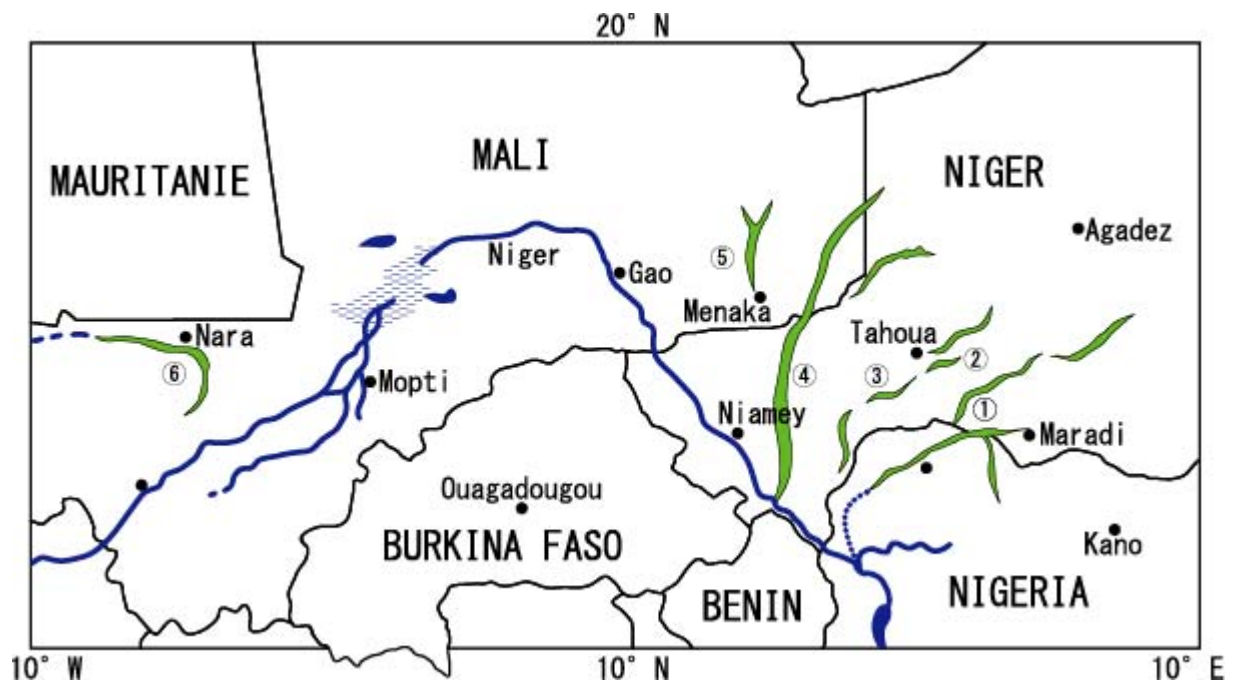 20° N
MAURITANIE
MALI
NIGER
Agadez
Niger
Gao
⑤
Menaka
Nara
Tahoua
②
⑥
Mopti
④
③
①
Niamey
Maradi
Ouagadougou
BURKINA FASO
Kano
BENIN
NIGERIA
10° W
10° N
10° E